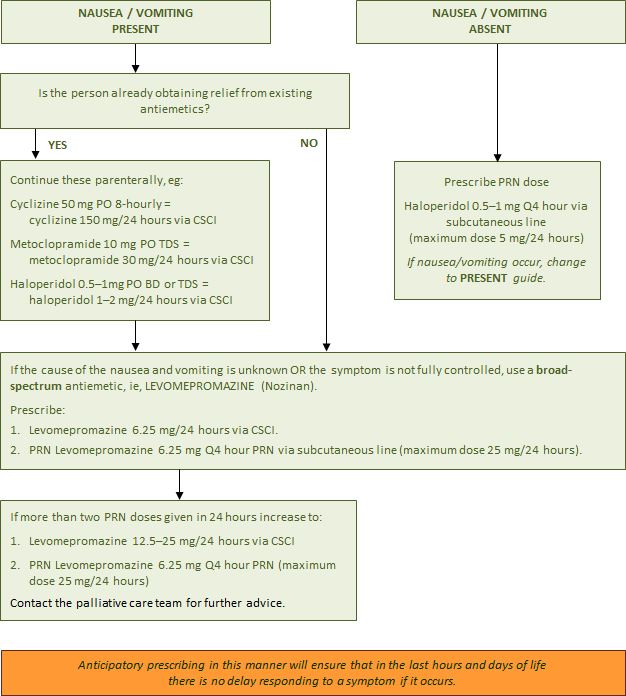 NAUSEA / VOMITING
PRESENT
NAUSEA / VOMITING
ABSENT
Is the person already obtaining relief from existing
antiemetics?
YES
NO
Continue these parenterally, eg:
Cyclizine 50 mg PO 8-hourly =
cyclizine 150 mg/24 hours via CSCI
Metoclopramide 10 mg PO TDS =
metoclopramide 30 mg/24 hours via CSCI
Haloperidol 0.5–1mg PO BD or TDS =
haloperidol 1–2 mg/24 hours via CSCI
Prescribe PRN dose
Haloperidol 0.5–1 mg Q4 hour via
subcutaneous line
(maximum dose 5 mg/24 hours)
If nausea/vomiting occur, change
to PRESENT guide.
If the cause of the nausea and vomiting is unknown OR the symptom is not fully controlled, use a broad-
spectrum antiemetic, ie, LEVOMEPROMAZINE (Nozinan).
Prescribe:
1. Levomepromazine 6.25 mg/24 hours via CSCI.
2. PRN Levomepromazine 6.25 mg Q4 hour PRN via subcutaneous line (maximum dose 25 mg/24 hours).
If more than two PRN doses given in 24 hours increase to:
1. Levomepromazine 12.5–25 mg/24 hours via CSCI
2. PRN Levomepromazine 6.25 mg Q4 hour PRN (maximum
dose 25 mg/24 hours)
Contact the palliative care team for further advice.
Anticipatory prescribing in this manner will ensure that in the last hours and days of life
there is no delay responding to a symptom if it occurs.